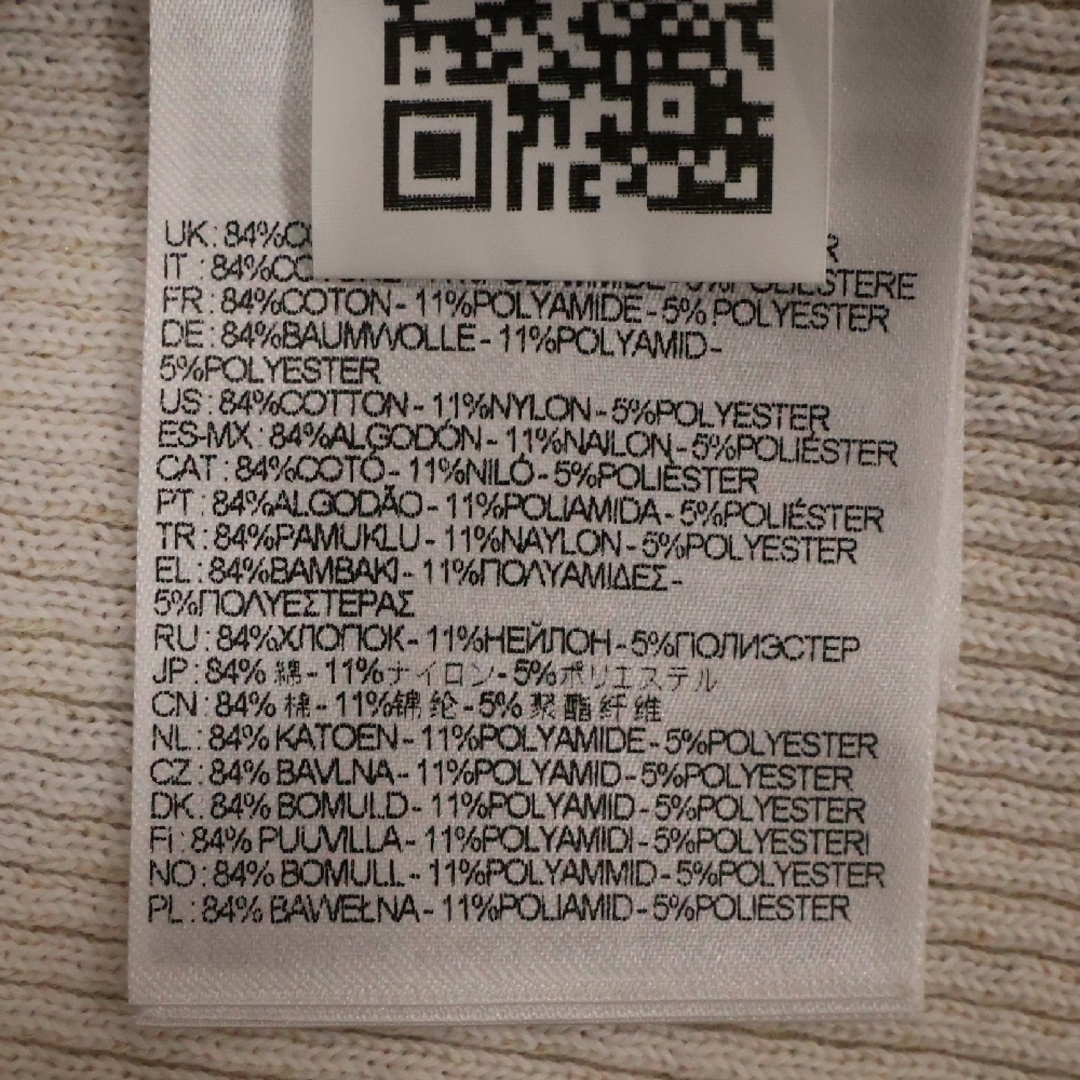 UK: 84%
IT : 84% POLIESTERE
FR : 84%COTON - 11%POLYAMIDE - 5% POLYESTER
DE : 84%BAUMWOLLE - 11%POLYAMID -
5%POLYESTER
US : 84%COTTON - 11%NYLON - 5%POLYESTER
ES-MX : 84%ALGODÓN - 11%NAILON - 5%POLIÉSTER
CAT : 84%COTÓ - 11%NILÓ - 5%POLIÈSTER
PT : 84%ALGODÃO - 11%POLIAMIDA - 5%POLIÉSTER
TR : 84%PAMUKLU - 11%NAYLON - 5%POLYESTER
EL : 84%ΒΑΜΒΑΚΙ - 11%ΠΟΛΥΑΜΙΔΕΣ -
5%ΠΟΛΥΕΣΤΕΡΑΣ
RU : 84%ХЛОПОК - 11%НЕЙЛОН - 5%ПОЛИЭСТЕР
JP : 84% 綿 - 11%ナイロン - 5%ポリエステル
CN : 84% 棉 - 11%锦纶 - 5% 聚酯纤维
NL : 84% KATOEN - 11%POLYAMIDE - 5%POLYESTER
CZ : 84% BAVLNA - 11%POLYAMID - 5%POLYESTER
DK : 84% BOMULD - 11%POLYAMID - 5%POLYESTER
Fi : 84% PUUVILLA - 11%POLYAMIDI - 5%POLYESTERI
NO : 84% BOMULL - 11%POLYAMMID - 5%POLYESTER
PL : 84% BAWEŁNA - 11%POLIAMID - 5%POLIESTER